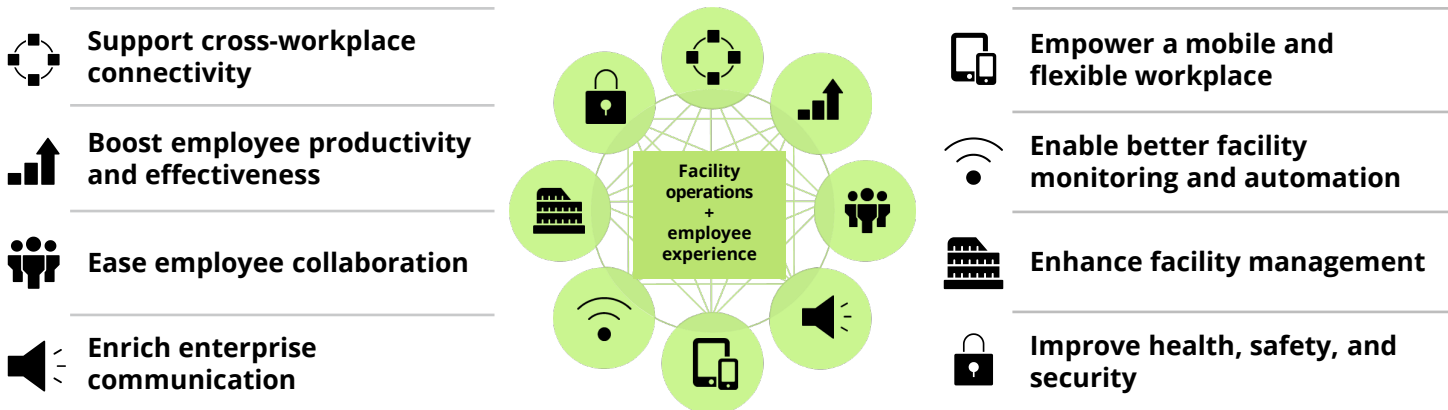 Support cross-workplace
connectivity
Boost employee productivity
and effectiveness
Ease employee collaboration
Enrich enterprise
communication
Facility
operations
+
employee
experience
Empower a mobile and
flexible workplace
Enable better facility
monitoring and automation
Enhance facility management
Improve health, safety, and
security